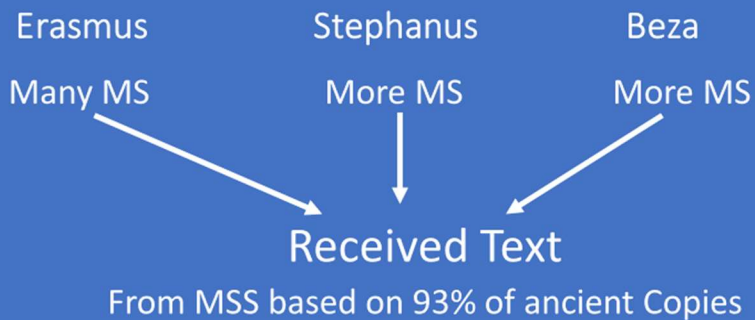 Erasmus Stephanus Beza
Many MS More MS More MS
Received Text
From MSS based on 93% of ancient Copies